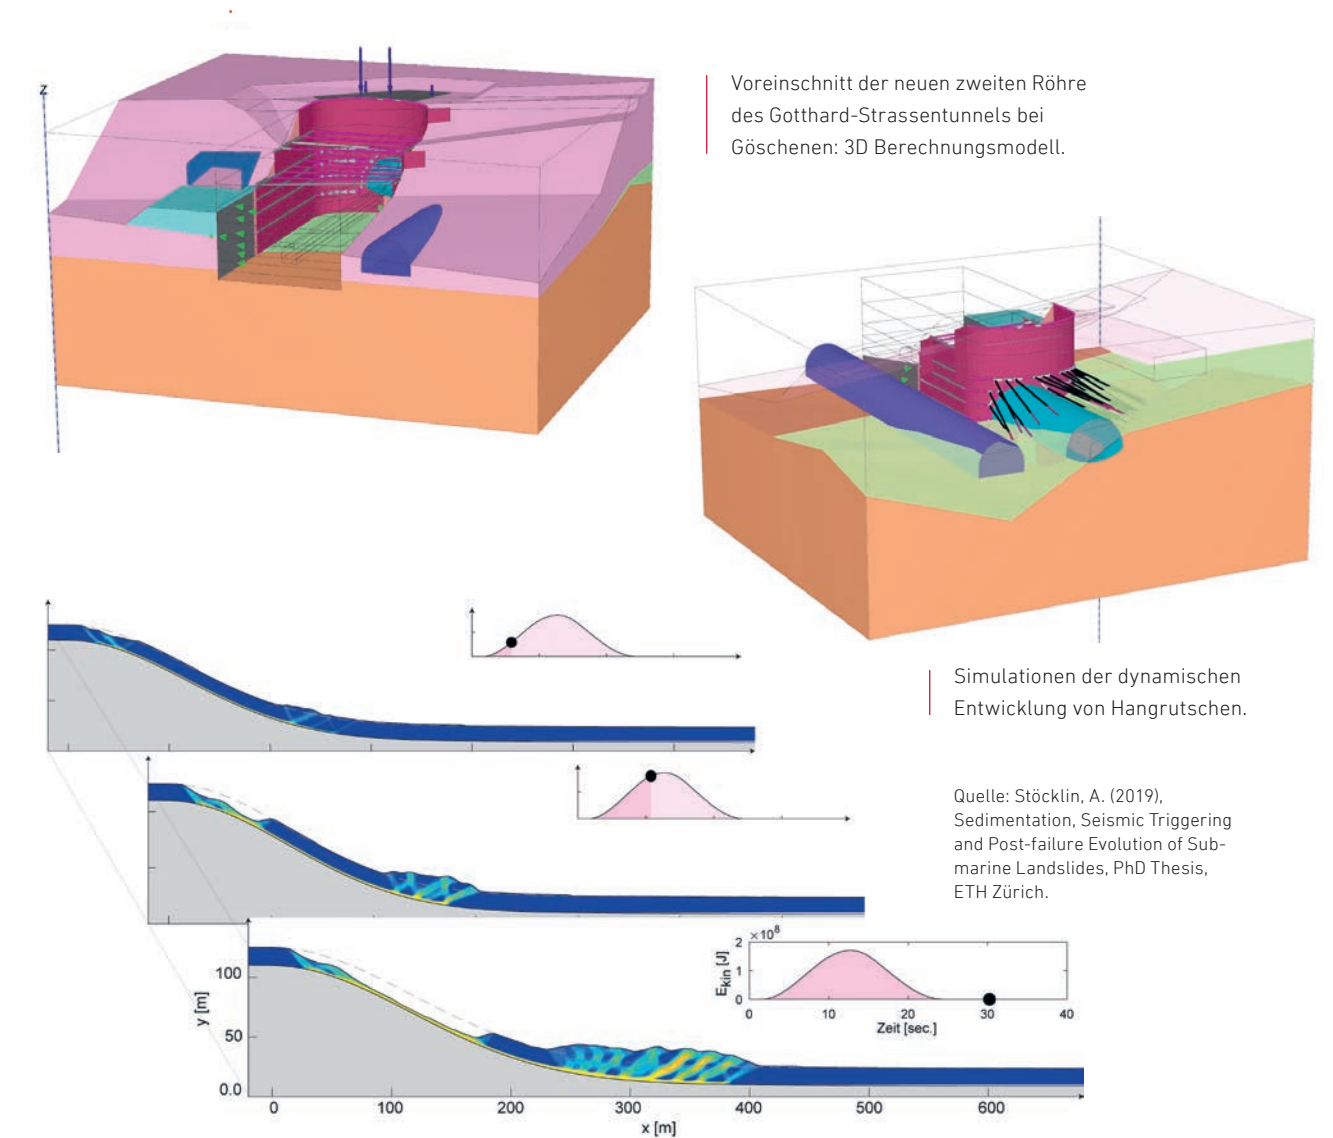 Z
Voreinschnitt der neuen zweiten Röhre
des Gotthard-Strassentunnels bei
Göschenen: 3D Berechnungsmodell.
Simulationen der dynamischen
Entwicklung von Hangrutschen.
Quelle: Stöcklin, A. (2019),
Sedimentation, Seismic Triggering
and Post-failure Evolution of Sub-
marine Landslides, PhD Thesis,
ETH Zürich.
×10⁸
2
1
0
Ekin [J]
0 10 20 30 40
Zeit [sec.]
100
50
0.0
y [m]
0 100 200 300 400 500 600
x [m]